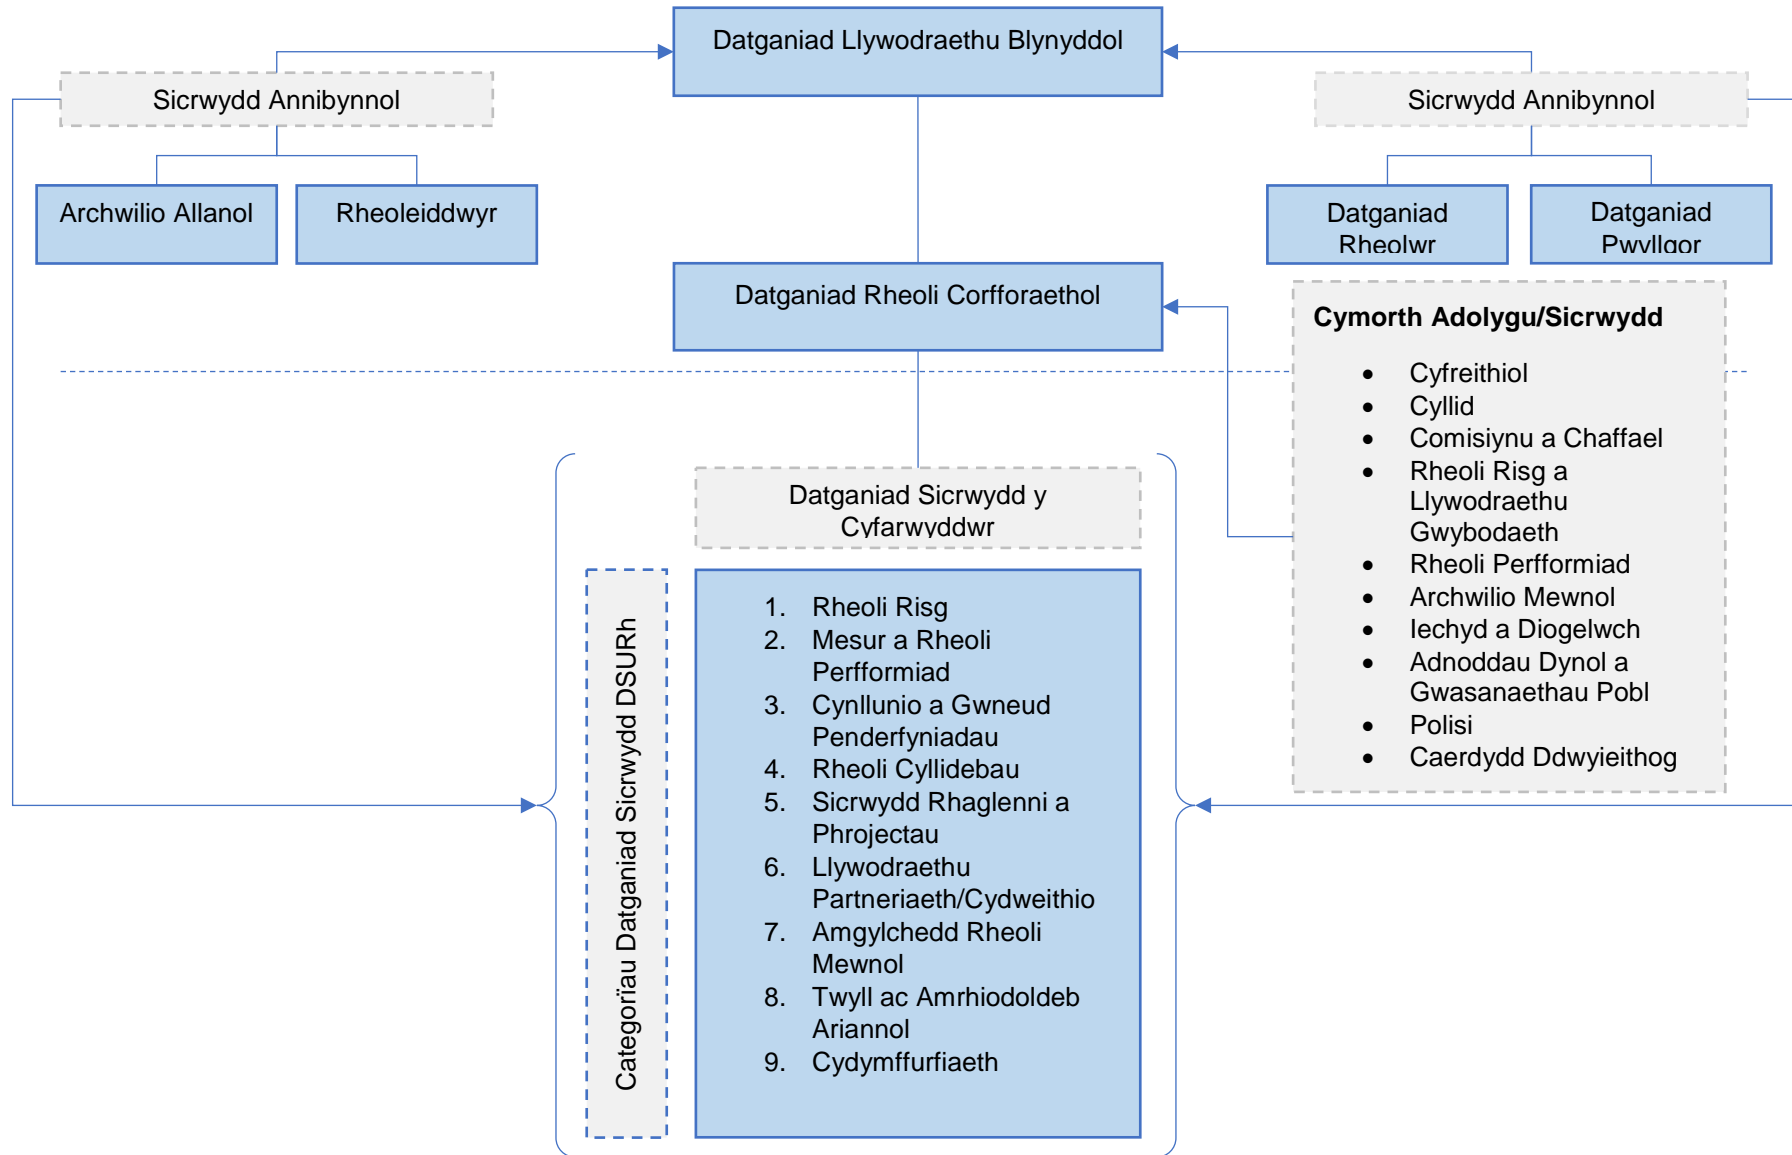 Datganiad Llywodraethu Blynyddol
Sicrwydd Annibynnol
Sicrwydd Annibynnol
Archwilio Allanol
Rheoleiddwyr
Datganiad
Rheolwr
Datganiad
Pwyllgor
Datganiad Rheoli Corfforaethol
Cymorth Adolygu/Sicrwydd
• Cyfreithiol
• Cyllid
• Comisiynu a Chaffael
• Rheoli Risg a
Llywodraethu
Gwybodaeth
• Rheoli Perfformiad
• Archwilio Mewnol
• Iechyd a Diogelwch
• Adnoddau Dynol a
Gwasanaethau Pobl
• Polisi
• Caerdydd Ddwyieithog
Datganiad Sicrwydd y
Cyfarwyddwr
Categorïau Datganiad Sicrwydd DSURh
1. Rheoli Risg
2. Mesur a Rheoli
Perfformiad
3. Cynllunio a Gwneud
Penderfyniadau
4. Rheoli Cyllidebau
5. Sicrwydd Rhaglenni a
Phrojectau
6. Llywodraethu
Partneriaeth/Cydweithio
7. Amgylchedd Rheoli
Mewnol
8. Twyll ac Amrhiodoldeb
Ariannol
9. Cydymffurfiaeth